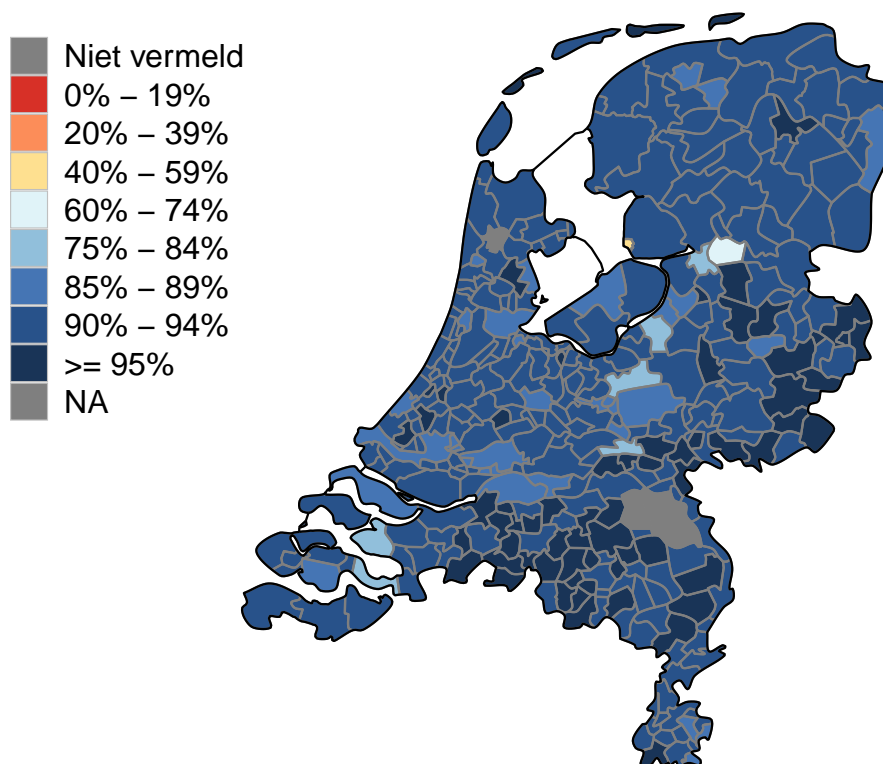 Niet vermeld
0% – 19%
20% – 39%
40% – 59%
60% – 74%
75% – 84%
85% – 89%
90% – 94%
>= 95%
NA